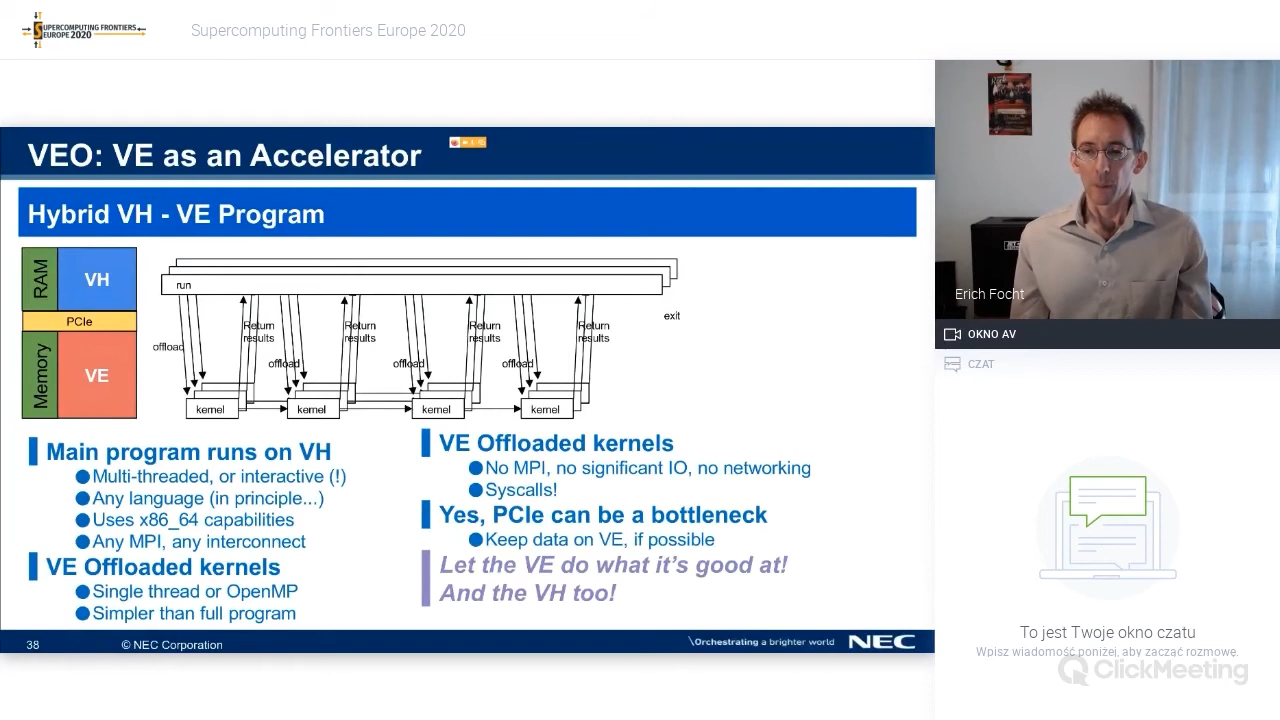 SUPERCOMPUTING FRONTIERS
EUROPE 2020
Supercomputing Frontiers Europe 2020
VEO: VE as an Accelerator
Hybrid VH - VE Program
RAM
VH
PCIe
Memory
VE
run
exit
offload
Return
results
offload
Return
results
offload
Return
results
offload
Return
results
kernel
kernel
kernel
kernel
Main program runs on VH
●Multi-threaded, or interactive (!)
●Any language (in principle...)
●Uses x86_64 capabilities
●Any MPI, any interconnect
VE Offloaded kernels
●Single thread or OpenMP
●Simpler than full program
VE Offloaded kernels
●No MPI, no significant IO, no networking
●Syscalls!
Yes, PCIe can be a bottleneck
●Keep data on VE, if possible
Let the VE do what it's good at!
And the VH too!
38
© NEC Corporation
\Orchestrating a brighter world
NEC
Erich Focht
OKNO AV
CZAT
To jest Twoje okno czatu
Wpisz wiadomość poniżej, aby zacząć rozmowę.
ClickMeeting